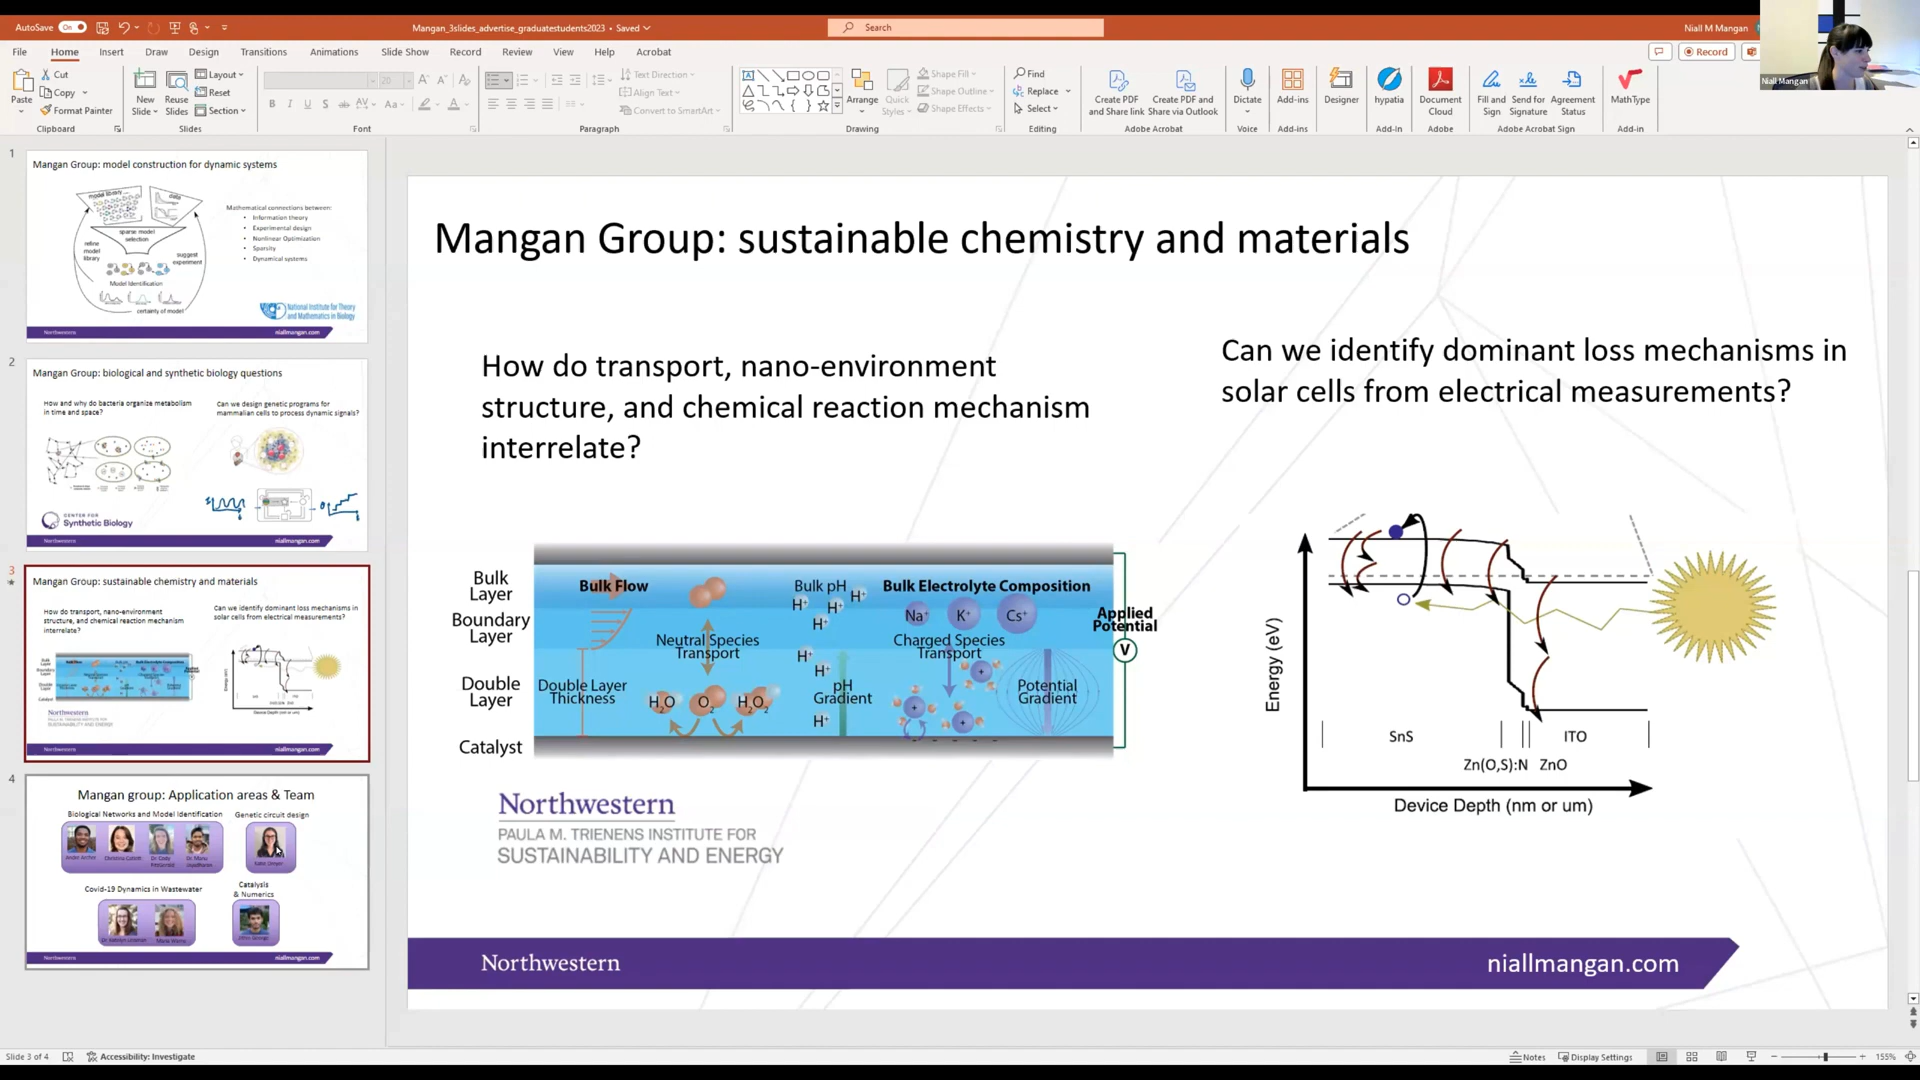 AutoSave On
Mangan_3slides_advertise_graduatestudents2023 • Saved
Search
Niall M Mangan
File Home Insert Draw Design Transitions Animations Slide Show Record Review View Help Acrobat
Record
Paste
Cut
Copy
Format Painter
Clipboard
New Slide
Reuse Slides
Layout
Reset
Section
Slides
20
Font
Text Direction
Align Text
Convert to SmartArt
Paragraph
Arrange
Quick Styles
Shape Fill
Shape Outline
Shape Effects
Drawing
Find
Replace
Select
Editing
Create PDF and Share link
Create PDF and Share via Outlook
Adobe Acrobat
Dictate
Voice
Add-ins
Add-ins
Designer
hypatia
Add-in
Document Cloud
Adobe
Fill and Sign
Send for Signature
Agreement Status
Adobe Acrobat Sign
MathType
Add-in
Niall Mangan
1
Mangan Group: model construction for dynamic systems
model library
data
sparse model selection
refine model library
suggest experiment
Model Identification
certainty of model
Mathematical connections between:
• Information theory
• Experimental design
• Nonlinear Optimization
• Sparsity
• Dynamical systems
National Institute for Theory
and Mathematics in Biology
Northwestern
niallmangan.com
2
Mangan Group: biological and synthetic biology questions
How and why do bacteria organize metabolism
in time and space?
Can we design genetic programs for
mammalian cells to process dynamic signals?
CENTER FOR
Synthetic Biology
Northwestern
niallmangan.com
3
Mangan Group: sustainable chemistry and materials
How do transport, nano-environment
structure, and chemical reaction mechanism
interrelate?
Can we identify dominant loss mechanisms in
solar cells from electrical measurements?
Northwestern
niallmangan.com
4
Mangan group: Application areas & Team
Biological Networks and Model Identification
Genetic circuit design
Covid-19 Dynamics in Wastewater
Catalysis
& Numerics
Northwestern
niallmangan.com
Mangan Group: sustainable chemistry and materials
How do transport, nano-environment
structure, and chemical reaction mechanism
interrelate?
Can we identify dominant loss mechanisms in
solar cells from electrical measurements?
Bulk
Layer
Boundary
Layer
Double
Layer
Catalyst
Bulk Flow
Bulk pH
Bulk Electrolyte Composition
H⁺ H⁺ H⁺
H⁺
Na⁺ K⁺ Cs⁺
Neutral Species
Transport
Charged Species
Transport
H⁺
H⁺
Double Layer
Thickness
H₂O O₂ H₂O₂
pH
Gradient
H⁺
+ + +
Potential
Gradient
Applied
Potential
V
Northwestern
PAULA M. TRIENENS INSTITUTE FOR
SUSTAINABILITY AND ENERGY
Energy (eV)
SnS
Zn(O,S):N ZnO
ITO
Device Depth (nm or um)
Northwestern
niallmangan.com
Slide 3 of 4
Accessibility: Investigate
Notes
Display Settings
155%